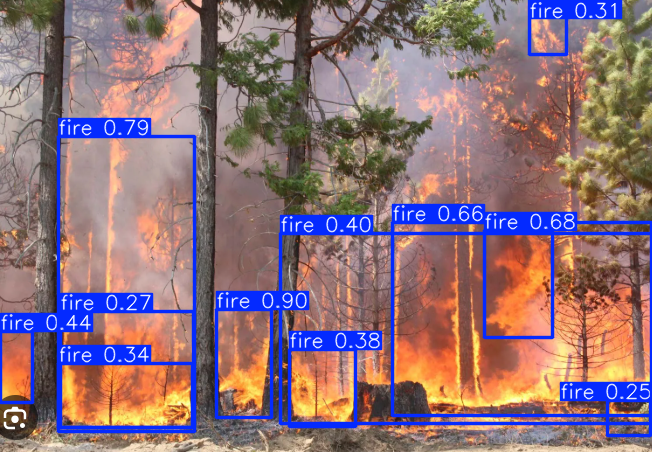 fire 0.31
fire 0.79
fire 0.66
fire 0.68
fire 0.40
fire 0.27
fire 0.90
fire 0.44
fire 0.38
fire 0.34
fire 0.25